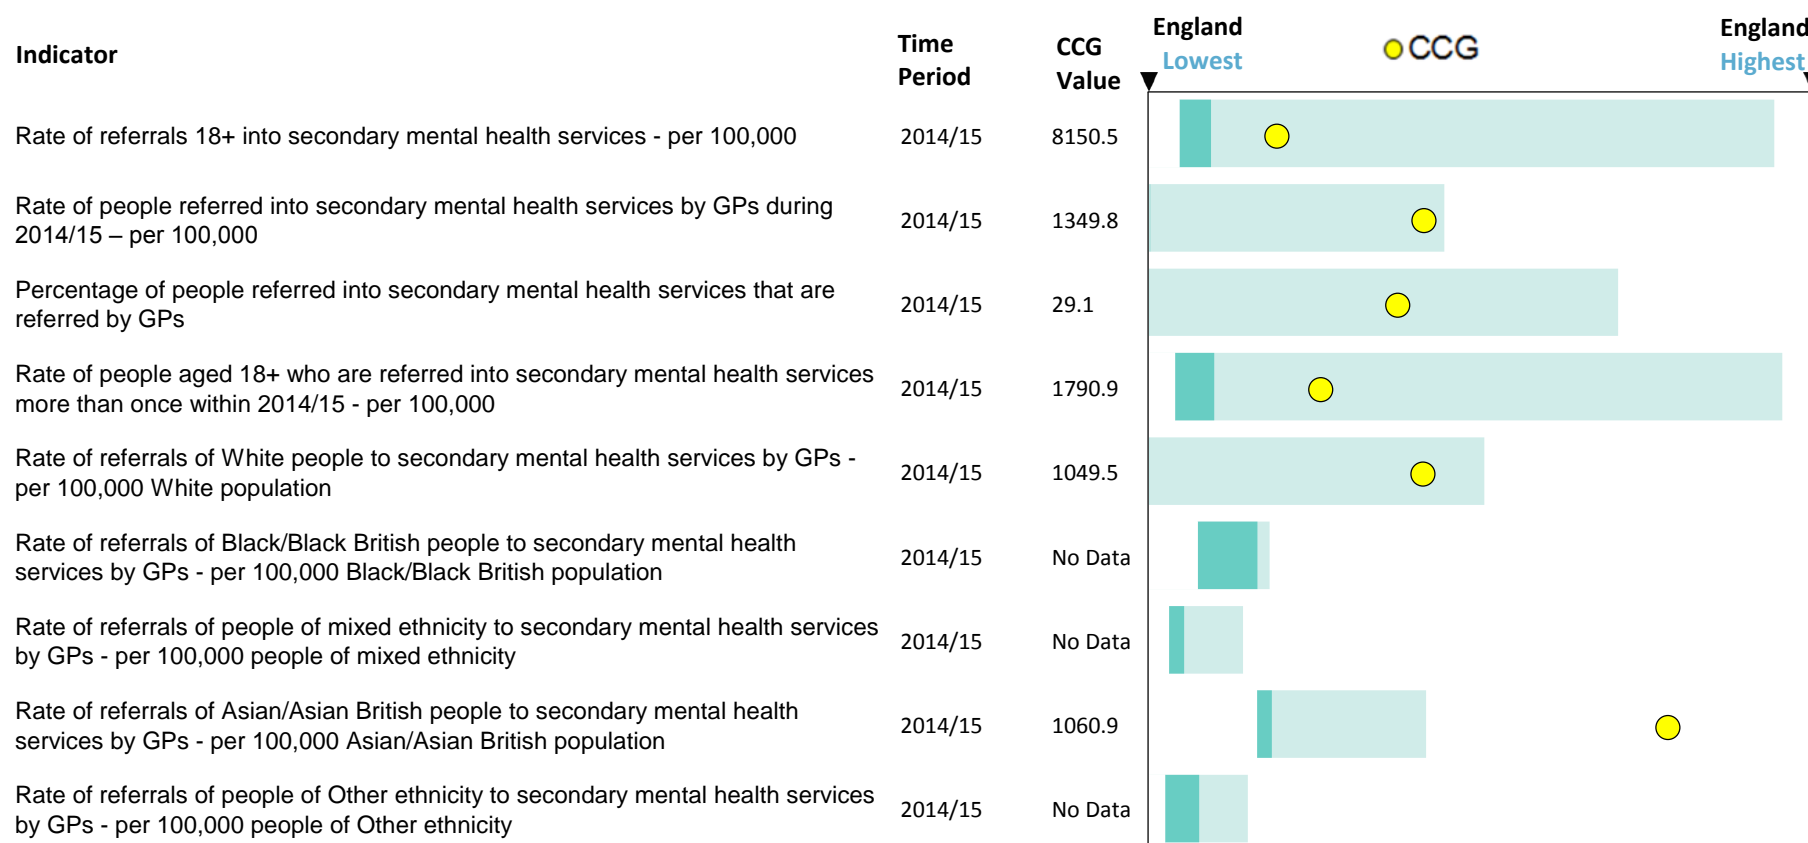 Indicator
Time Period
CCG Value
England Lowest
CCG
England Highest
Rate of referrals 18+ into secondary mental health services - per 100,000
2014/15
8150.5
Rate of people referred into secondary mental health services by GPs during
2014/15 – per 100,000
2014/15
1349.8
Percentage of people referred into secondary mental health services that are
referred by GPs
2014/15
29.1
Rate of people aged 18+ who are referred into secondary mental health services
more than once within 2014/15 - per 100,000
2014/15
1790.9
Rate of referrals of White people to secondary mental health services by GPs -
per 100,000 White population
2014/15
1049.5
Rate of referrals of Black/Black British people to secondary mental health
services by GPs - per 100,000 Black/Black British population
2014/15
No Data
Rate of referrals of people of mixed ethnicity to secondary mental health services
by GPs - per 100,000 people of mixed ethnicity
2014/15
No Data
Rate of referrals of Asian/Asian British people to secondary mental health
services by GPs - per 100,000 Asian/Asian British population
2014/15
1060.9
Rate of referrals of people of Other ethnicity to secondary mental health services
by GPs - per 100,000 people of Other ethnicity
2014/15
No Data